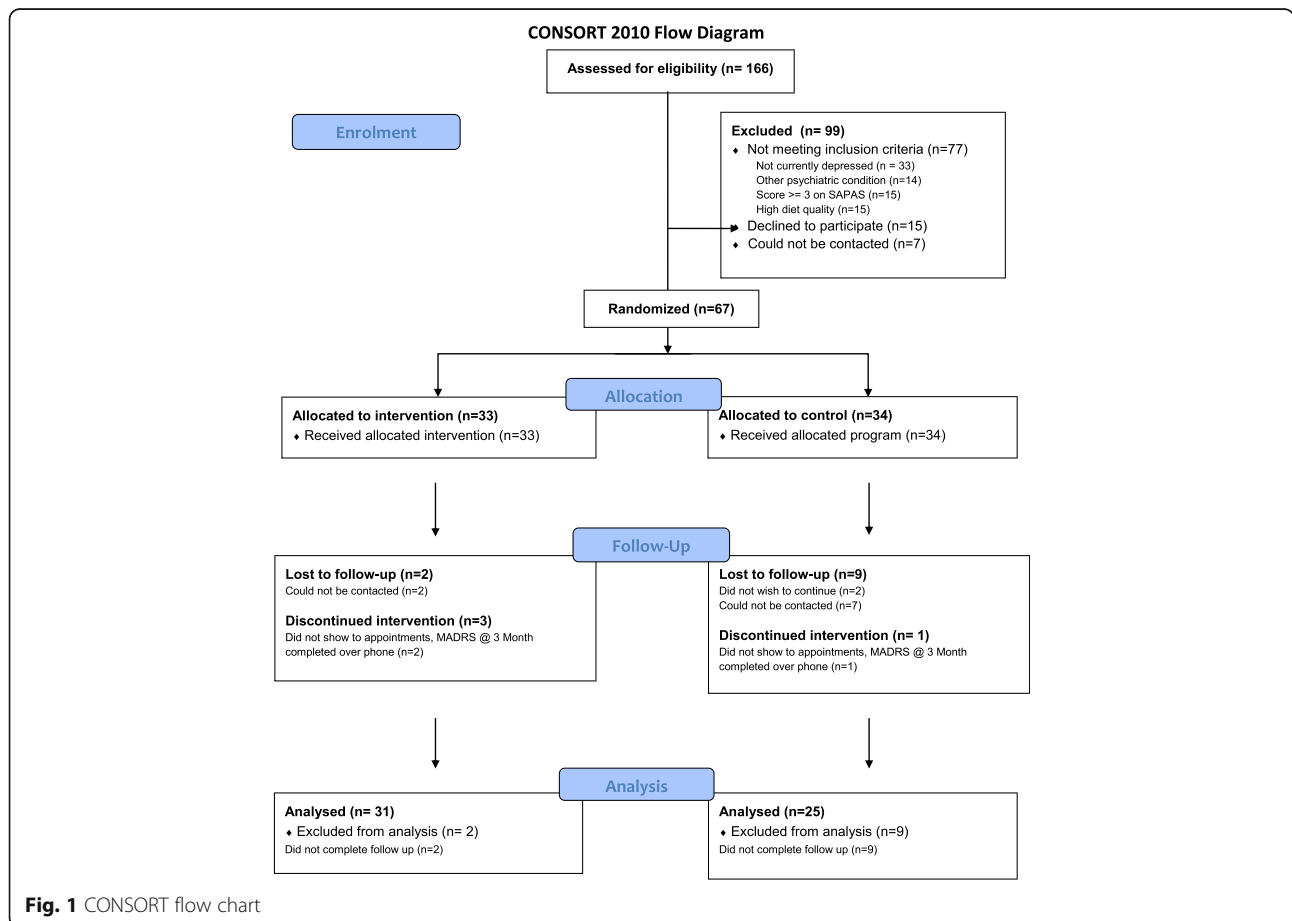 CONSORT 2010 Flow Diagram
Assessed for eligibility (n= 166)
Enrolment
Excluded (n= 99)
♦ Not meeting inclusion criteria (n=77)
Not currently depressed (n = 33)
Other psychiatric condition (n=14)
Score >= 3 on SAPAS (n=15)
High diet quality (n=15)
♦ Declined to participate (n=15)
♦ Could not be contacted (n=7)
Randomized (n=67)
Allocation
Allocated to intervention (n=33)
♦ Received allocated intervention (n=33)
Allocated to control (n=34)
♦ Received allocated program (n=34)
Follow-Up
Lost to follow-up (n=2)
Could not be contacted (n=2)
Discontinued intervention (n=3)
Did not show to appointments, MADRS @ 3 Month
completed over phone (n=2)
Lost to follow-up (n=9)
Did not wish to continue (n=2)
Could not be contacted (n=7)
Discontinued intervention (n= 1)
Did not show to appointments, MADRS @ 3 Month
completed over phone (n=1)
Analysis
Analysed (n= 31)
♦ Excluded from analysis (n= 2)
Did not complete follow up (n=2)
Analysed (n=25)
♦ Excluded from analysis (n=9)
Did not complete follow up (n=9)
Fig. 1 CONSORT flow chart